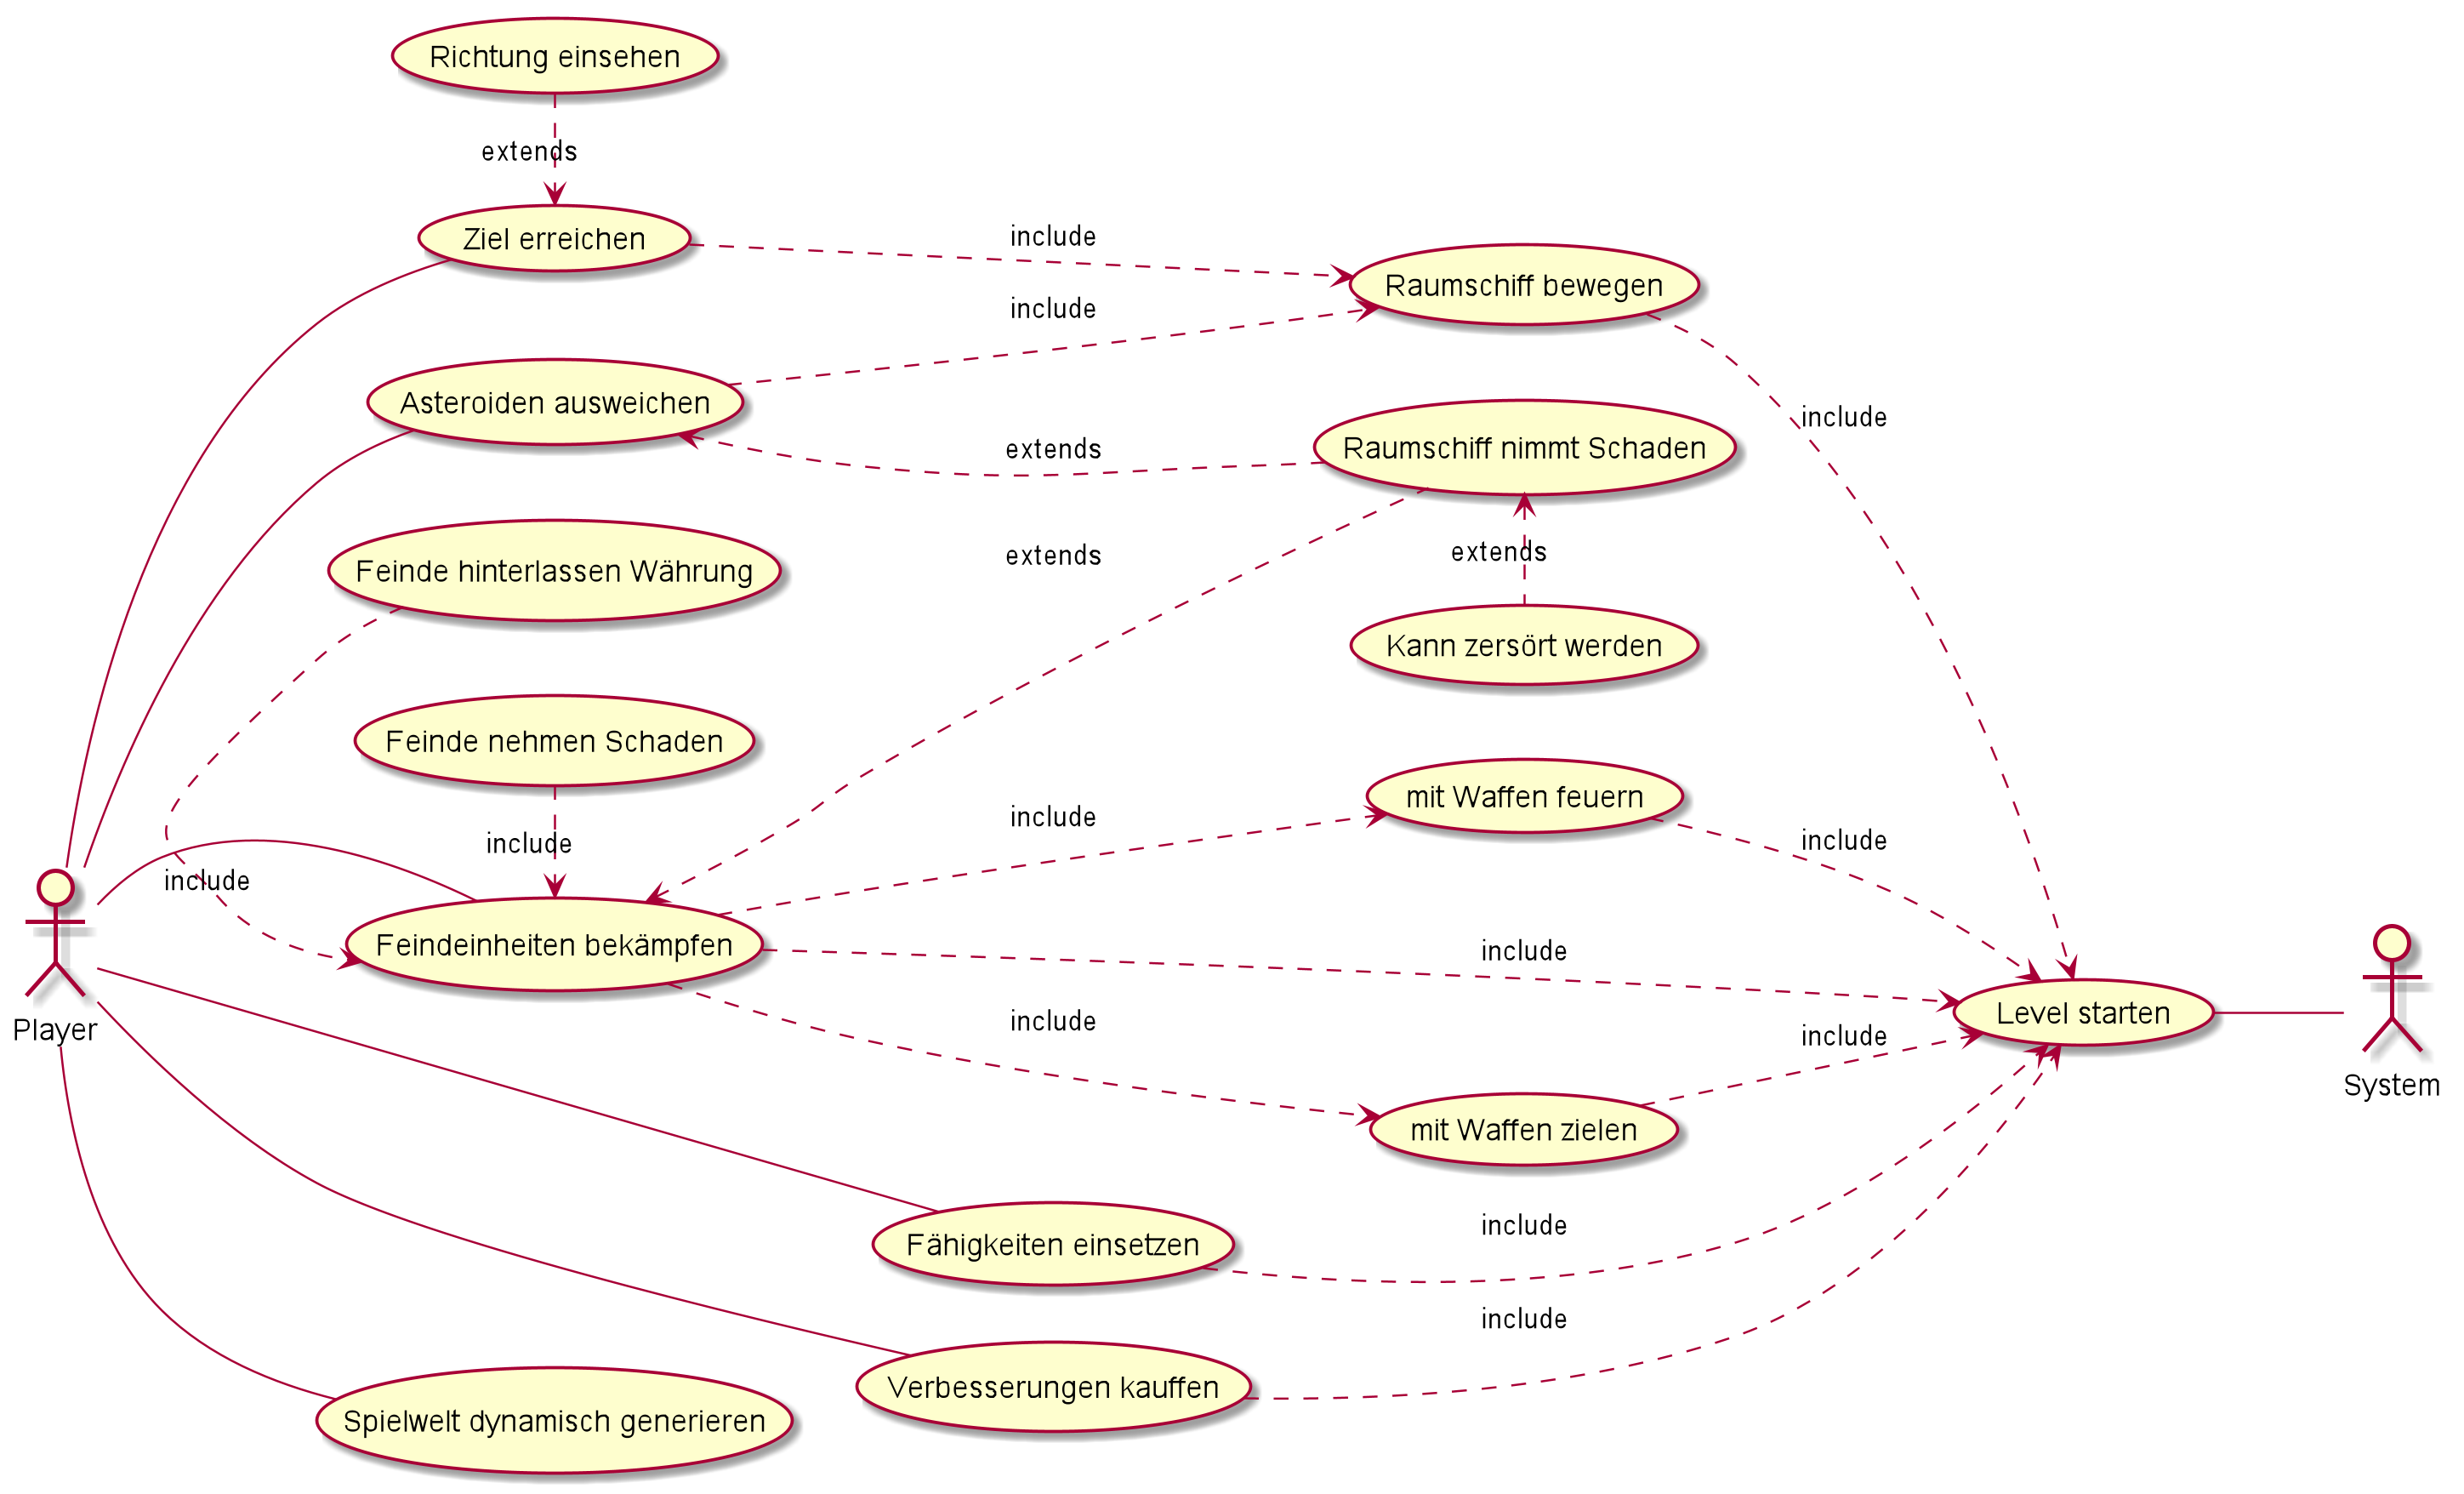 Richtung einsehen
extends
Ziel erreichen
include
Raumschiff bewegen
include
Asteroiden ausweichen
include
extends
Raumschiff nimmt Schaden
extends
extends
Feinde hinterlassen Währung
Kann zersört werden
Feinde nehmen Schaden
mit Waffen feuern
include
include
include
include
Feindeinheiten bekämpfen
include
Level starten
include
Player
include
System
mit Waffen zielen
include
Fähigkeiten einsetzen
include
Verbesserungen kauffen
Spielwelt dynamisch generieren